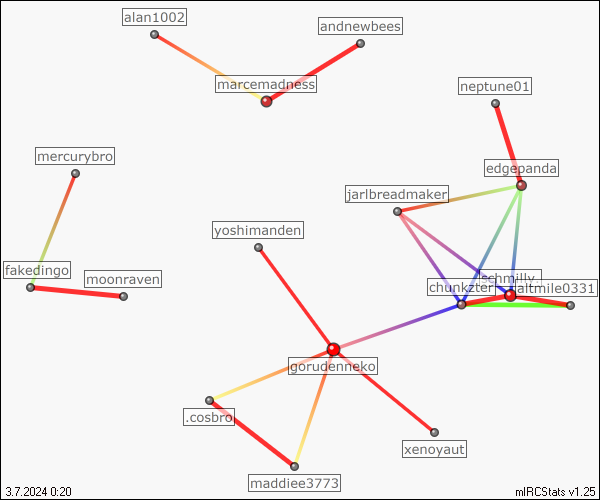 alan1002
andnewbees
marcemadness
neptune01
mercurybro
edgepanda
jarlbreadmaker
yoshimanden
fakedingo
moonraven
schmilly.
chunkzter
altmile0331
gorudenneko
.cosbro
xenoyaut
maddiee3773
3.7.2024 0:20
mIRCStats v1.25